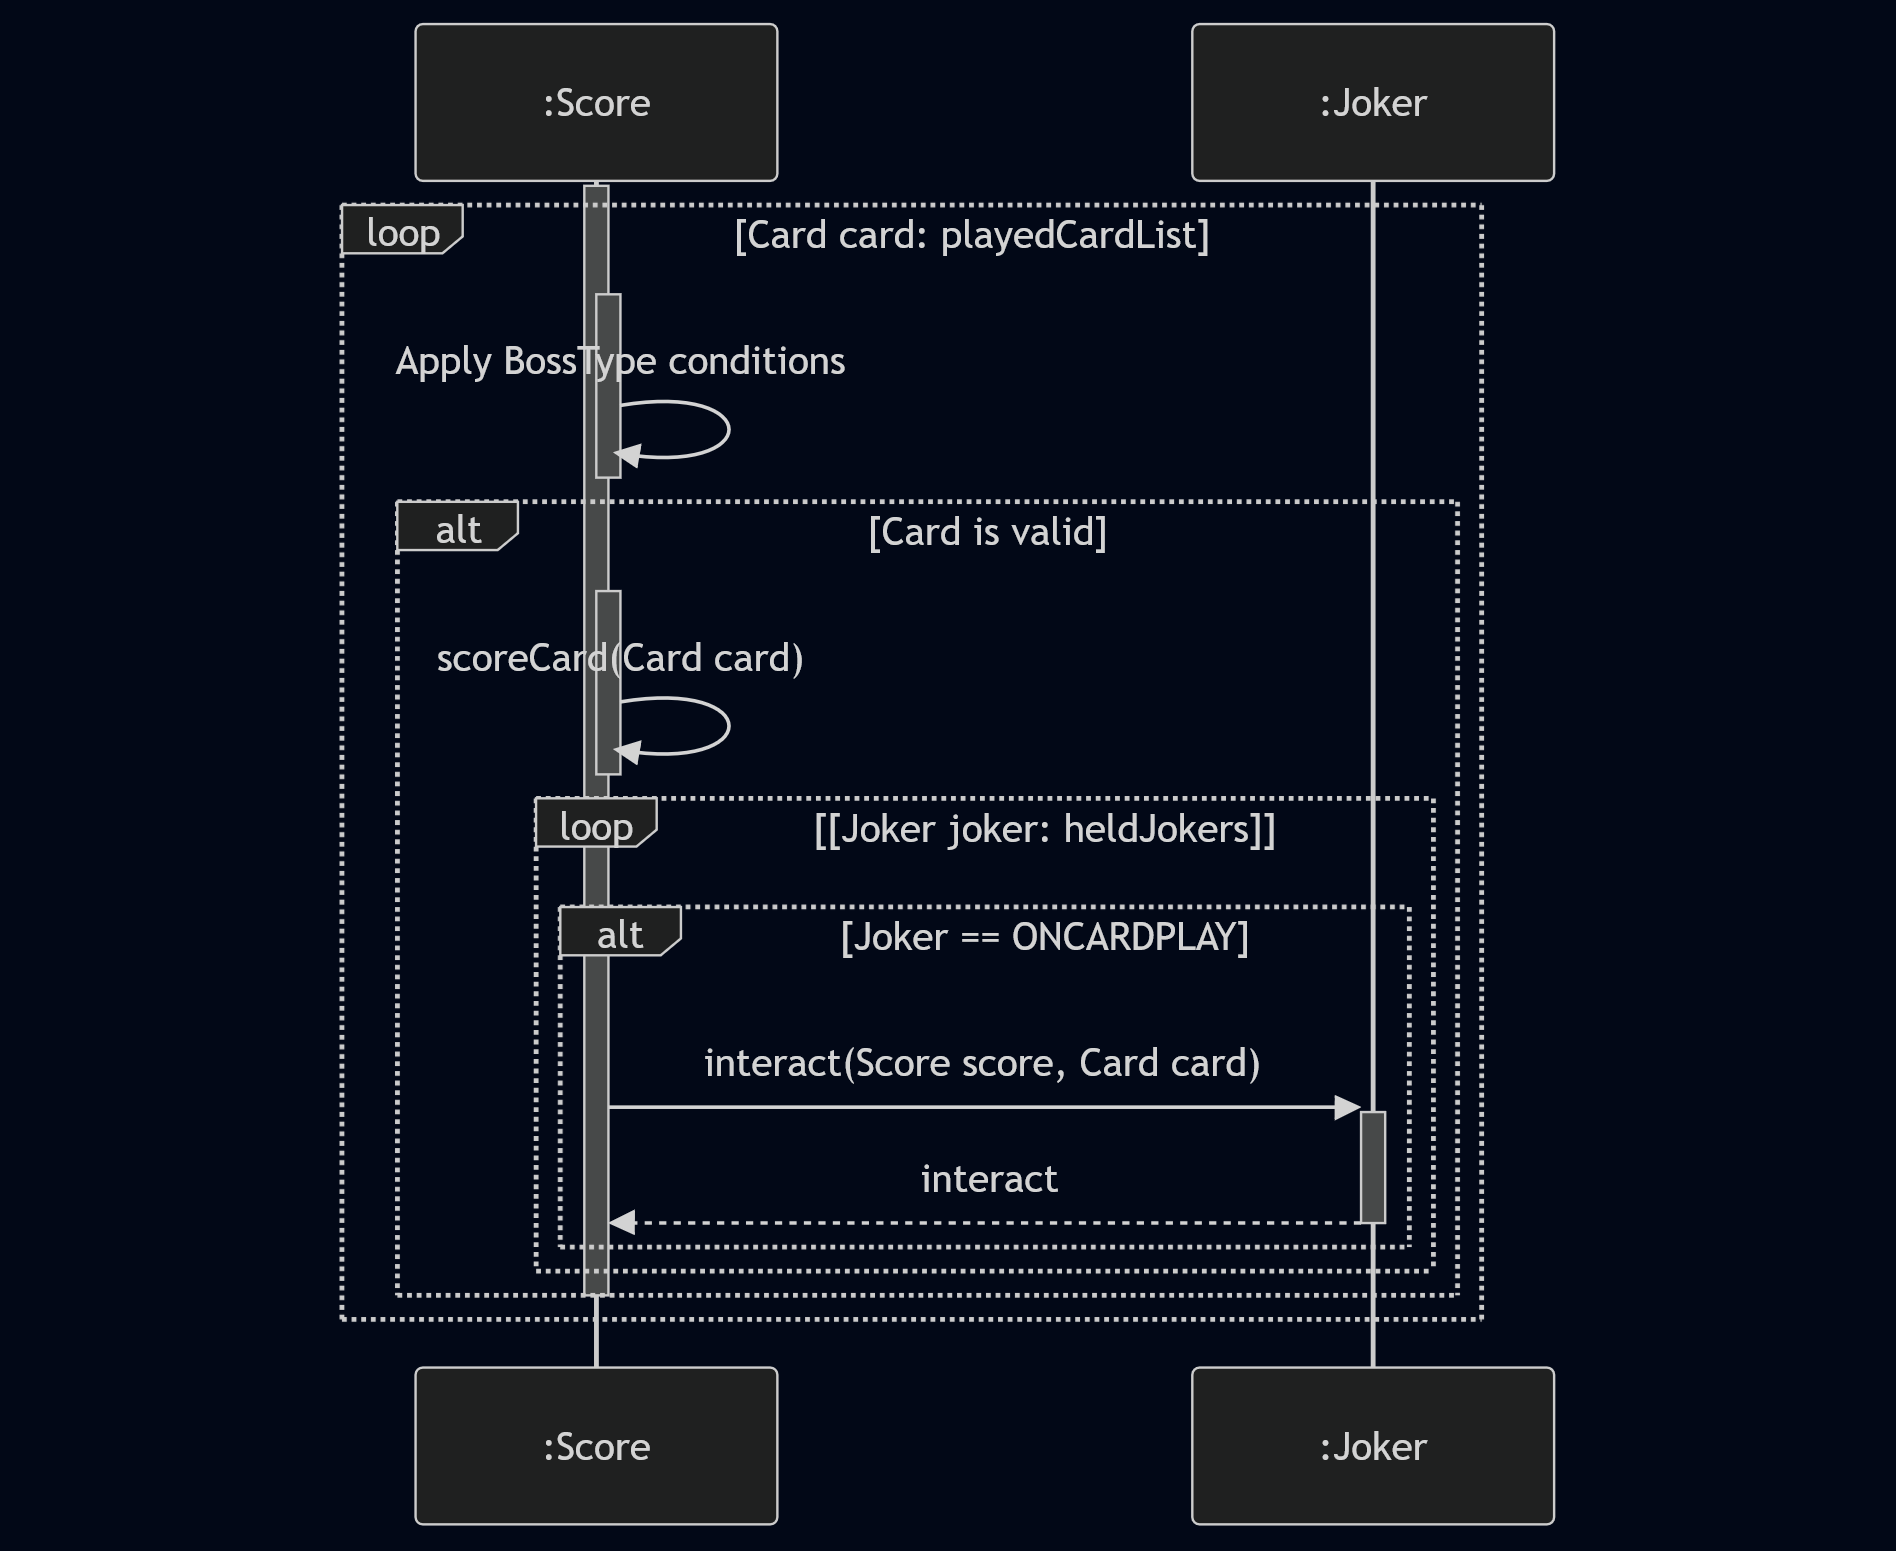 :Score
:Joker
loop
[Card card: playedCardList]
Apply BossType conditions
alt
[Card is valid]
scoreCard(Card card)
loop
[[Joker joker: heldJokers]]
alt
[Joker == ONCARDPLAY]
interact(Score score, Card card)
interact
:Score
:Joker